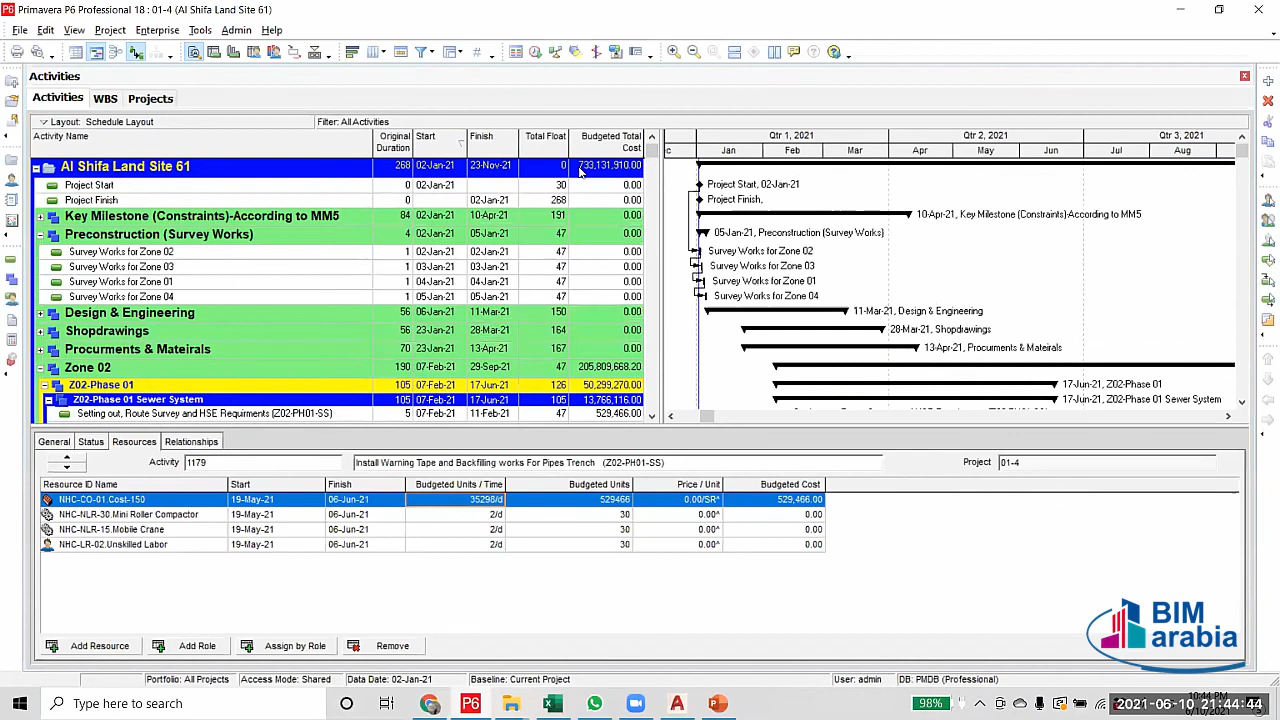 Primavera P6 Professional 18 : 01-4 (Al Shifa Land Site 61)
File Edit View Project Enterprise Tools Admin Help
Activities
Activities WBS Projects
Layout: Schedule Layout Filter: All Activities
Activity Name Original Duration Start Finish Total Float Budgeted Total Cost
Qtr 1, 2021 Qtr 2, 2021 Qtr 3, 2021
c Jan Feb Mar Apr May Jun Jul Aug
Al Shifa Land Site 61 268 02-Jan-21 23-Nov-21 0 733,131,910.00
Project Start 0 02-Jan-21 30 0.00 Project Start, 02-Jan-21
Project Finish 0 02-Jan-21 268 0.00 Project Finish,
Key Milestone (Constraints)-According to MM5 84 02-Jan-21 10-Apr-21 191 0.00 10-Apr-21, Key Milestone (Constraints)-According to MM5
Preconstruction (Survey Works) 4 02-Jan-21 05-Jan-21 47 0.00 05-Jan-21, Preconstruction (Survey Works)
Survey Works for Zone 02 1 02-Jan-21 02-Jan-21 47 0.00 Survey Works for Zone 02
Survey Works for Zone 03 1 03-Jan-21 03-Jan-21 47 0.00 Survey Works for Zone 03
Survey Works for Zone 01 1 04-Jan-21 04-Jan-21 47 0.00 Survey Works for Zone 01
Survey Works for Zone 04 1 05-Jan-21 05-Jan-21 47 0.00 Survey Works for Zone 04
Design & Engineering 56 06-Jan-21 11-Mar-21 150 0.00 11-Mar-21, Design & Engineering
Shopdrawings 56 23-Jan-21 28-Mar-21 164 0.00 28-Mar-21, Shopdrawings
Procurments & Mateirals 70 23-Jan-21 13-Apr-21 167 0.00 13-Apr-21, Procurments & Mateirals
Zone 02 190 07-Feb-21 29-Sep-21 47 205,809,668.20
Z02-Phase 01 105 07-Feb-21 17-Jun-21 126 50,299,270.00 17-Jun-21, Z02-Phase 01
Z02-Phase 01 Sewer System 105 07-Feb-21 17-Jun-21 105 13,766,116.00 17-Jun-21, Z02-Phase 01 Sewer System
Setting out, Route Survey and HSE Requirments (Z02-PH01-SS) 5 07-Feb-21 11-Feb-21 47 529,466.00
General Status Resources Relationships
Activity 1179 Install Warning Tape and Backfilling works For Pipes Trench (Z02-PH01-SS) Project 01-4
Resource ID Name Start Finish Budgeted Units / Time Budgeted Units Price / Unit Budgeted Cost
NHC-CO-01.Cost-150 19-May-21 06-Jun-21 35298/d 529466 0.00/SR^ 529,466.00
NHC-NLR-30.Mini Roller Compactor 19-May-21 06-Jun-21 2/d 30 0.00^ 0.00
NHC-NLR-15.Mobile Crane 19-May-21 06-Jun-21 2/d 30 0.00^ 0.00
NHC-LR-02.Unskilled Labor 19-May-21 06-Jun-21 2/d 30 0.00^ 0.00
BIM
arabia
Add Resource Add Role Assign by Role Remove
Portfolio: All Projects Access Mode: Shared Data Date: 02-Jan-21 Baseline: Current Project User: admin DB: PMDB (Professional)
Type here to search 98%
2021-06-10 21:44:44